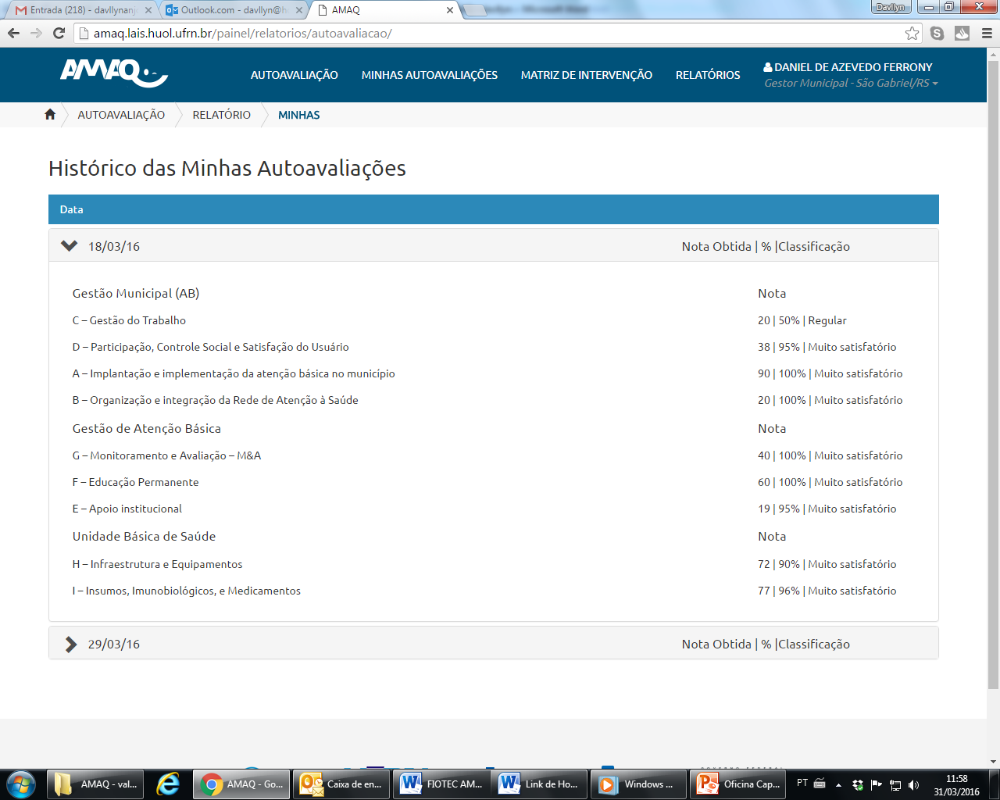 Entrada (218) - davllynanj
Outlook.com - davllyn@h
AMAQ
Davllyn
amaq.lais.huol.ufrn.br/painel/relatorios/autoavaliacao/
AMAQ
AUTOAVALIAÇÃO
MINHAS AUTOAVALIAÇÕES
MATRIZ DE INTERVENÇÃO
RELATÓRIOS
DANIEL DE AZEVEDO FERRONY
Gestor Municipal - São Gabriel/RS
AUTOAVALIAÇÃO
RELATÓRIO
MINHAS
Histórico das Minhas Autoavaliações
Data
18/03/16 Nota Obtida | % |Classificação
Gestão Municipal (AB) Nota
C – Gestão do Trabalho 20 | 50% | Regular
D – Participação, Controle Social e Satisfação do Usuário 38 | 95% | Muito satisfatório
A – Implantação e implementação da atenção básica no município 90 | 100% | Muito satisfatório
B – Organização e integração da Rede de Atenção à Saúde 20 | 100% | Muito satisfatório
Gestão de Atenção Básica Nota
G – Monitoramento e Avaliação – M&A 40 | 100% | Muito satisfatório
F – Educação Permanente 60 | 100% | Muito satisfatório
E – Apoio institucional 19 | 95% | Muito satisfatório
Unidade Básica de Saúde Nota
H – Infraestrutura e Equipamentos 72 | 90% | Muito satisfatório
I – Insumos, Imunobiológicos, e Medicamentos 77 | 96% | Muito satisfatório
29/03/16 Nota Obtida | % |Classificação
AMAQ - val...
AMAQ - Go...
Caixa de en...
FIOTEC AM...
Link de Ho...
Windows ...
Oficina Cap...
PT
11:58
31/03/2016